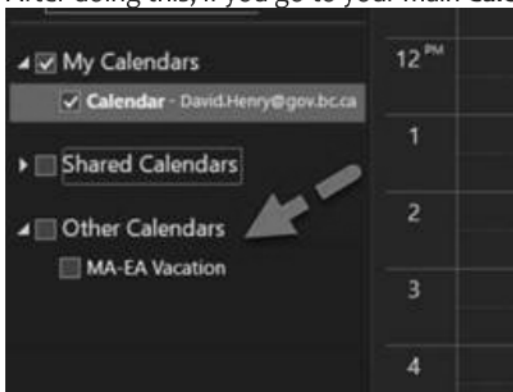 After doing this, if you go to your main Cale
My Calendars
Calendar - David.Henry@gov.bc.ca
Shared Calendars
Other Calendars
MA-EA Vacation
12 PM
1
2
3
4